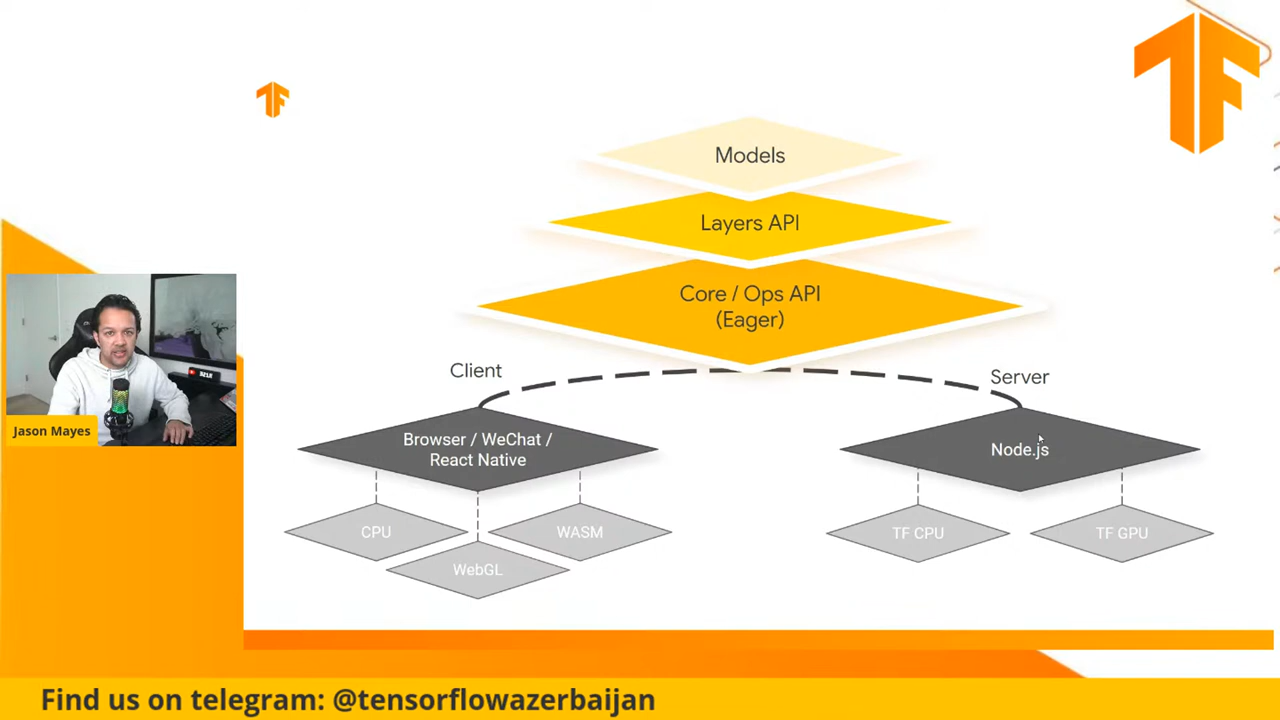 Models
Layers API
Core / Ops API
(Eager)
Client
Server
Browser / WeChat /
React Native
Node.js
CPU
WebGL
WASM
TF CPU
TF GPU
Jason Mayes
Find us on telegram: @tensorflowazerbaijan